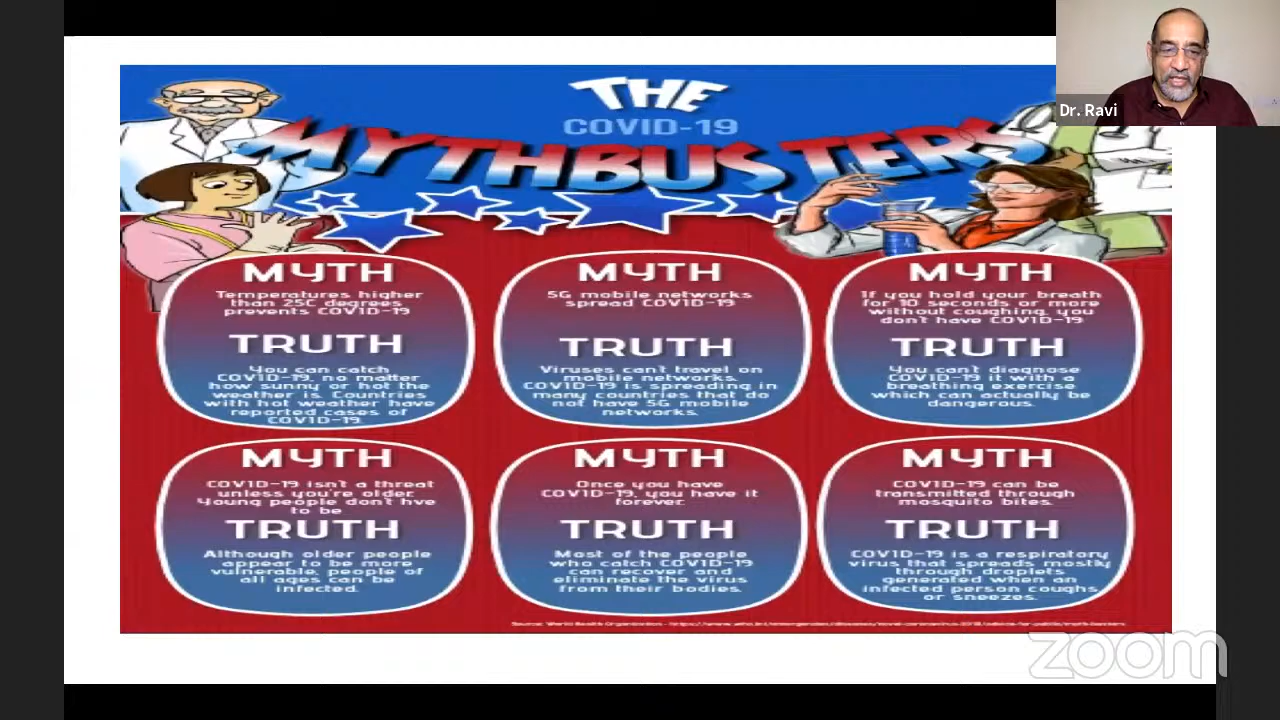 Dr. Ravi
THE
COVID-19
MYTHBUSTERS
MYTH
Temperatures higher
than 25C degrees
prevents COVID-19
TRUTH
You can catch
COVID-19, no matter
how sunny or hot the
weather is. Countries
with hot weather have
reported cases of
COVID-19.
MYTH
5G mobile networks
spread COVID-19
TRUTH
Viruses can't travel on
mobile networks.
COVID-19 is spreading in
many countries that do
not have 5G mobile
networks.
MYTH
If you hold your breath
for 10 seconds or more
without coughing, you
don't have COVID-19
TRUTH
You can't diagnose
COVID-19 it with a
breathing exercise
which can actually be
dangerous.
MYTH
COVID-19 isn't a threat
unless you're older.
Young people don't hve
to be
TRUTH
Although older people
appear to be more
vulnerable, people of
all ages can be
infected.
MYTH
Once you have
COVID-19, you have it
forever.
TRUTH
Most of the people
who catch COVID-19
can recover and
eliminate the virus
from their bodies.
MYTH
COVID-19 can be
transmitted through
mosquito bites.
TRUTH
COVID-19 is a respiratory
virus that spreads mostly
through droplets
generated when an
infected person coughs
or sneezes.
Source: World Health Organization -
zoom